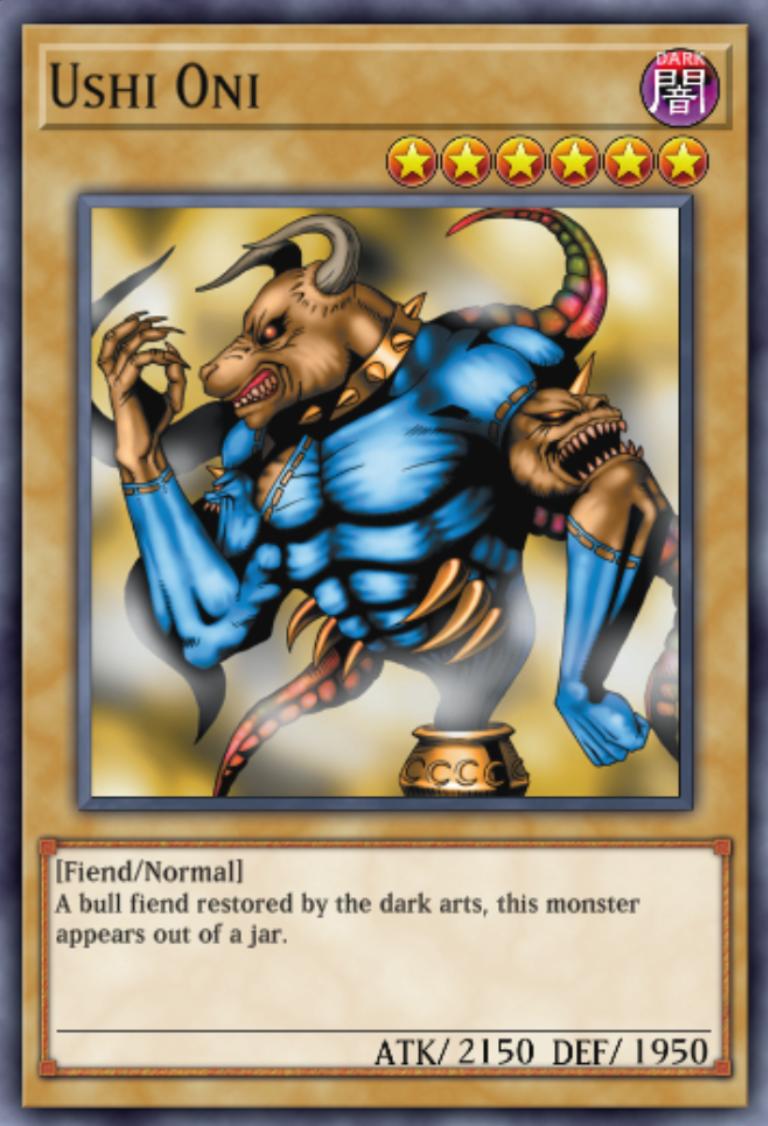 Ushi Oni
DARK
闇
[Fiend/Normal]
A bull fiend restored by the dark arts, this monster
appears out of a jar.
ATK/ 2150 DEF/ 1950